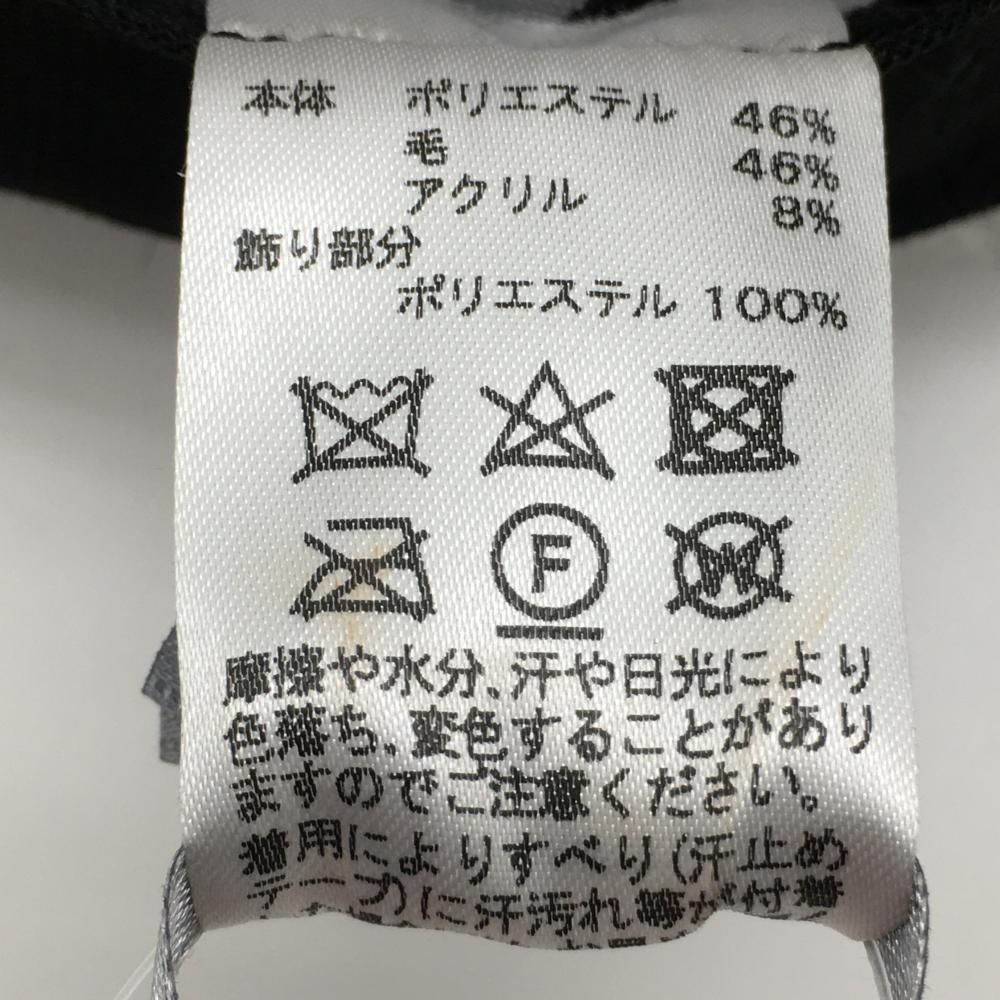 本体 ポリエステル 46%
毛 46%
アクリル 8%
飾り部分
ポリエステル 100%
F
W
摩擦や水分、汗や日光により
色落ち、変色することがあり
ますのでご注意ください。
着用によりすべり(汗止め
テープ)に汗汚れ等が付着